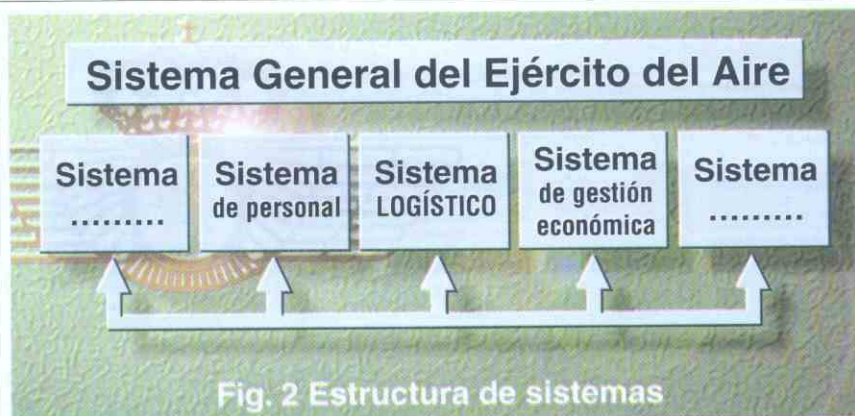 Sistema General del Ejército del Aire
Sistema
.........
Sistema
de personal
Sistema
LOGÍSTICO
Sistema
de gestión
económica
Sistema
.........
Fig. 2 Estructura de sistemas